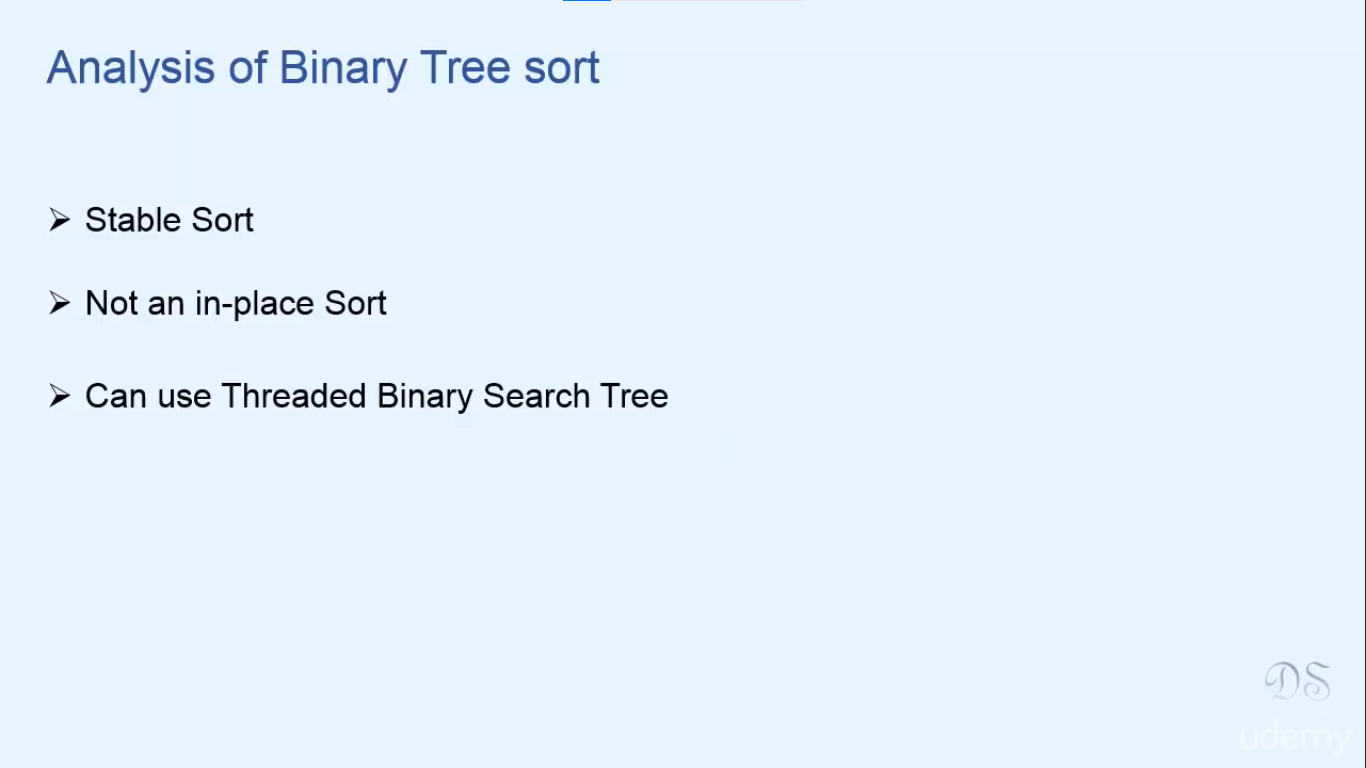 Analysis of Binary Tree sort
➢ Stable Sort
➢ Not an in-place Sort
➢ Can use Threaded Binary Search Tree
DS
udemy